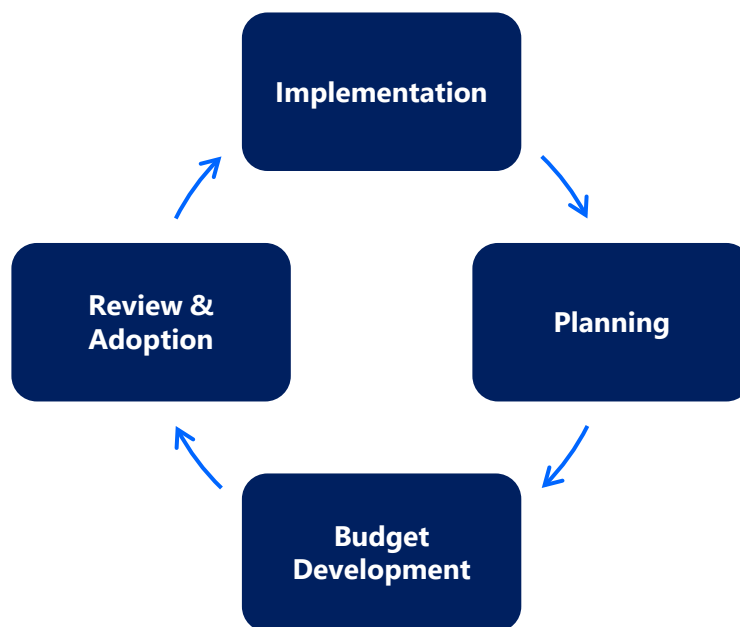 Implementation
Review &
Adoption
Planning
Budget
Development